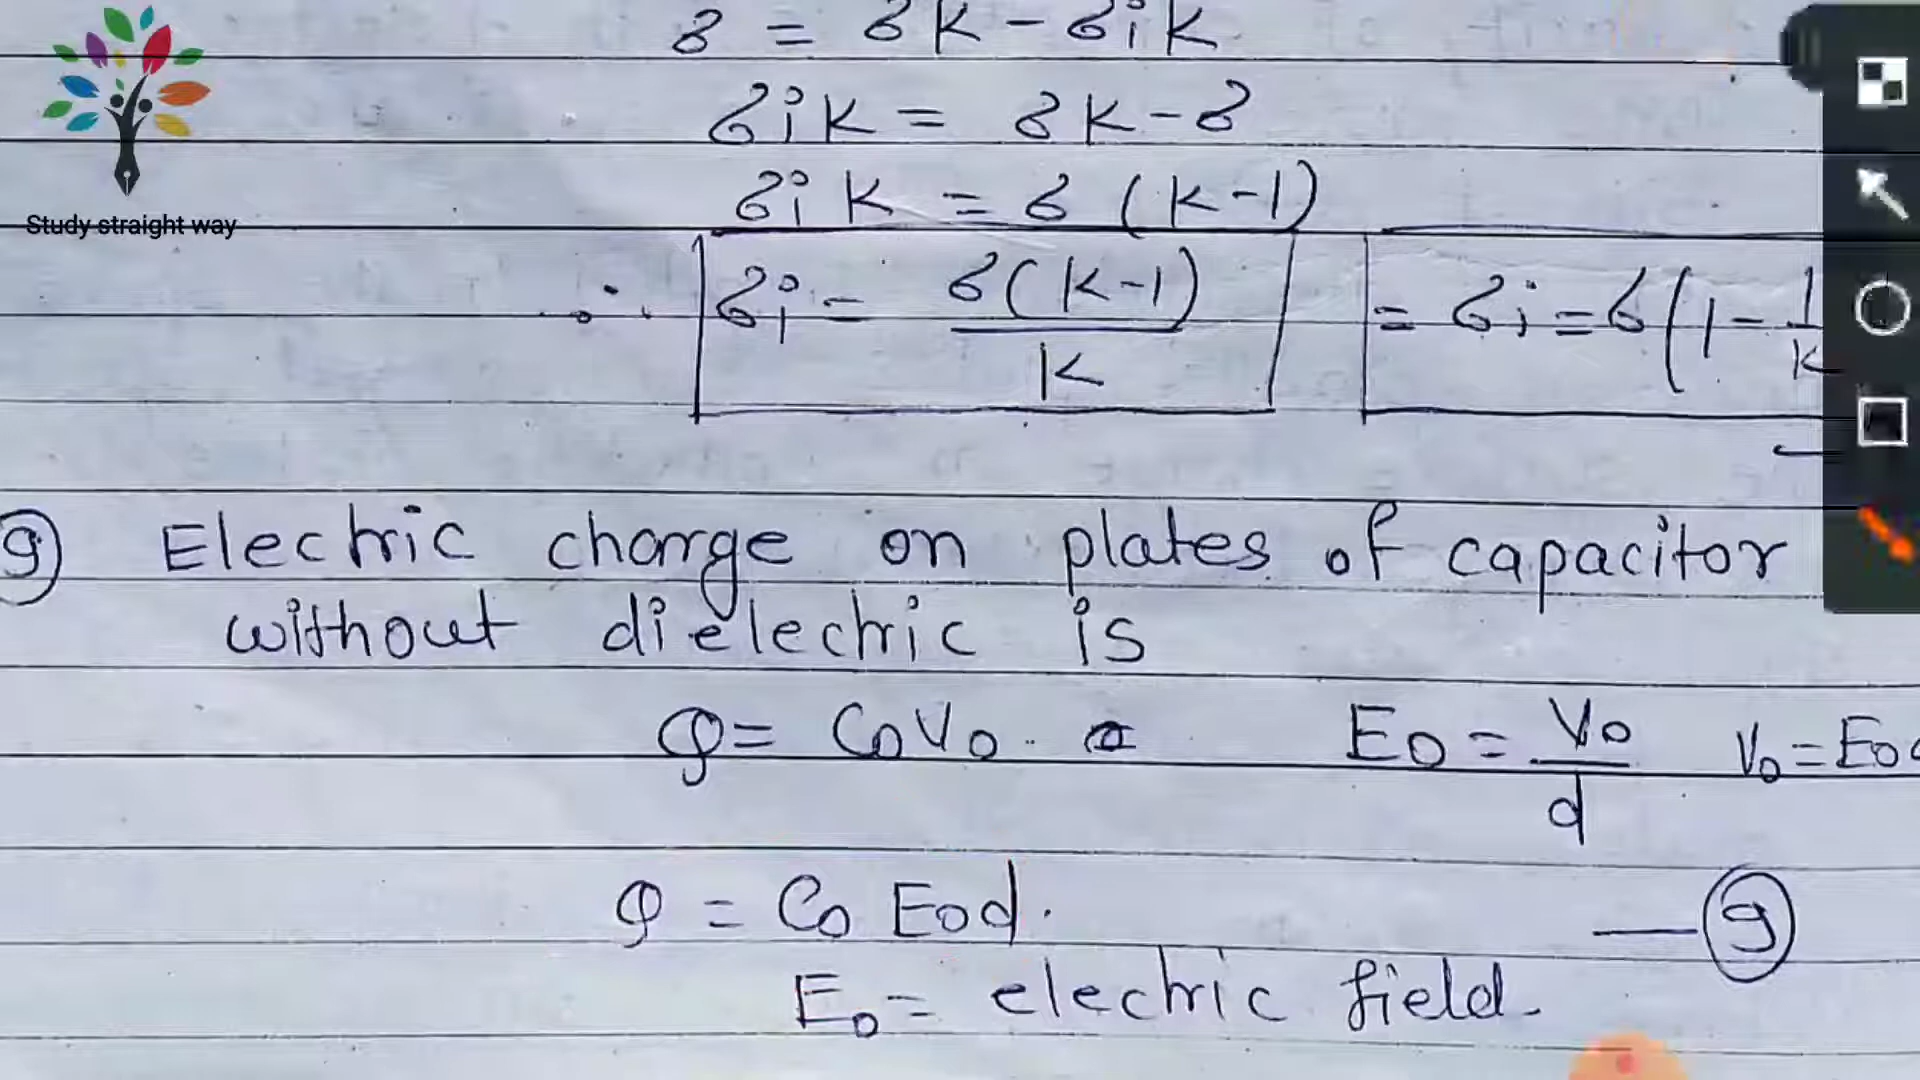 σ = σK - σiK
σiK = σK - σ
σiK = σ (K-1)
∴ σi = σ(K-1)/K = σi = σ(1 - 1/K
Study straight way
9 Electric charge on plates of capacitor
without dielectric is
Q = C0V0. E0 = V0/d V0 = E0d
Q = C0 E0d. — 9
E0 = electric field.